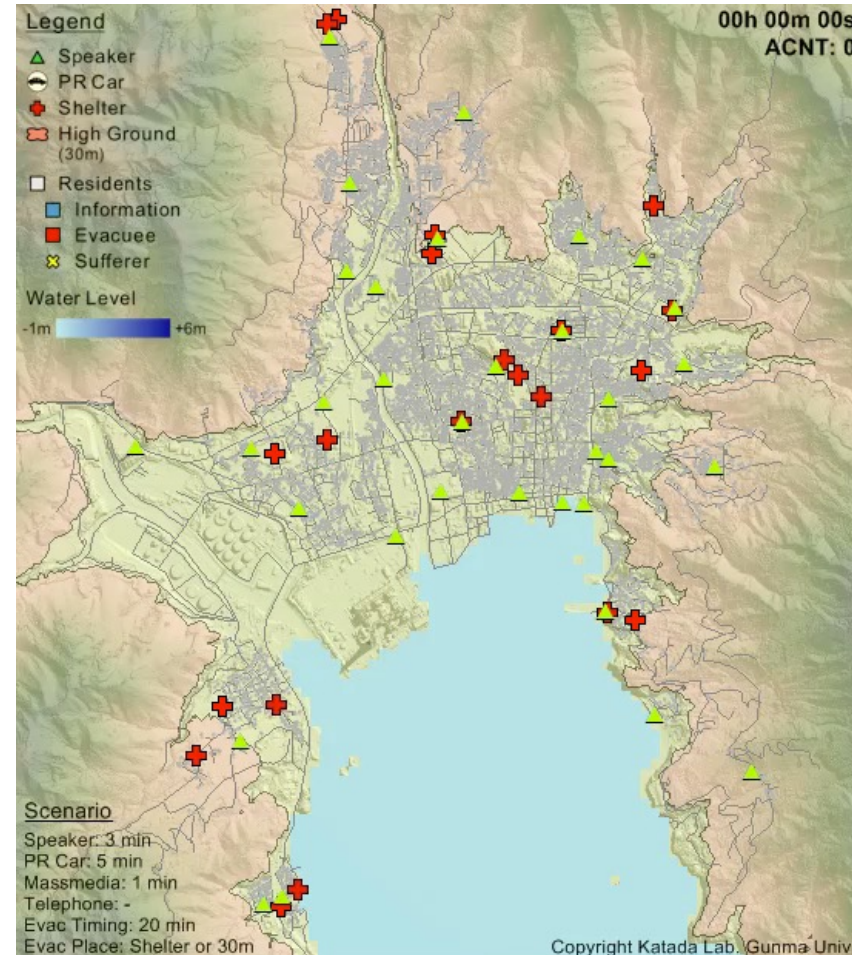 Legend
Speaker
PR Car
Shelter
High Ground
(30m)
Residents
Information
Evacuee
Sufferer
Water Level
-1m +6m
00h 00m 00s
ACNT: 0
Scenario
Speaker: 3 min
PR Car: 5 min
Massmedia: 1 min
Telephone: -
Evac Timing: 20 min
Evac Place: Shelter or 30m
Copyright Katada Lab. Gunma Univ